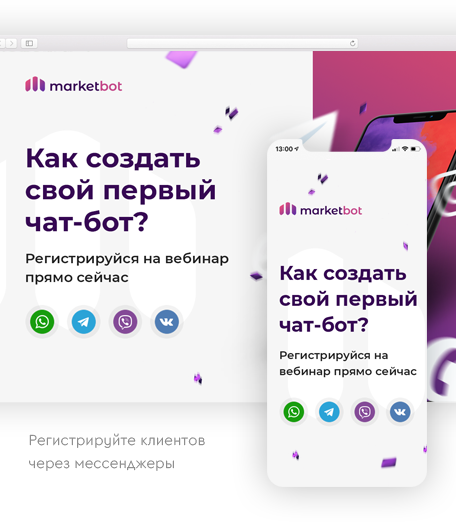 marketbot
Как создать
свой первый
чат-бот?
Регистрируйся на вебинар
прямо сейчас
13:00
marketbot
Как создать
свой первый
чат-бот?
Регистрируйся на
вебинар прямо сейчас
Регистрируйте клиентов
через мессенджеры